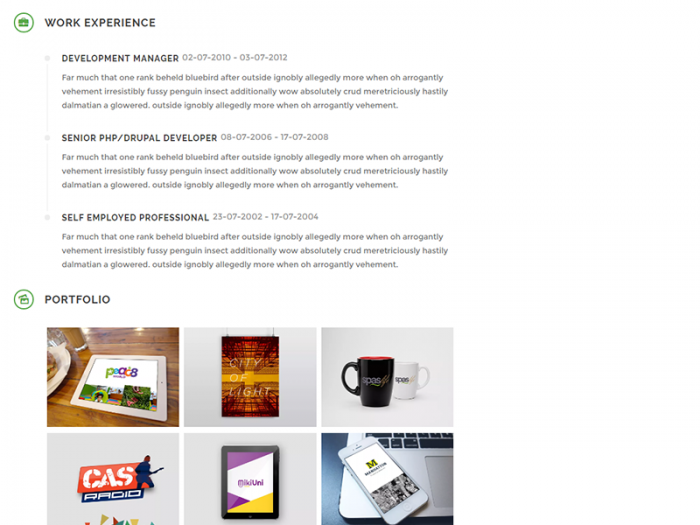 WORK EXPERIENCE
DEVELOPMENT MANAGER 02-07-2010 - 03-07-2012
Far much that one rank beheld bluebird after outside ignobly allegedly more when oh arrogantly
vehement irresistibly fussy penguin insect additionally wow absolutely crud meretriciously hastily
dalmatian a glowered. outside ignobly allegedly more when oh arrogantly vehement.
SENIOR PHP/DRUPAL DEVELOPER 08-07-2006 - 17-07-2008
Far much that one rank beheld bluebird after outside ignobly allegedly more when oh arrogantly
vehement irresistibly fussy penguin insect additionally wow absolutely crud meretriciously hastily
dalmatian a glowered. outside ignobly allegedly more when oh arrogantly vehement.
SELF EMPLOYED PROFESSIONAL 23-07-2002 - 17-07-2004
Far much that one rank beheld bluebird after outside ignobly allegedly more when oh arrogantly
vehement irresistibly fussy penguin insect additionally wow absolutely crud meretriciously hastily
dalmatian a glowered. outside ignobly allegedly more when oh arrogantly vehement.
PORTFOLIO
CITY
OF
LIGHT
spas
spas
CAS
RADIO
WikiUni
M